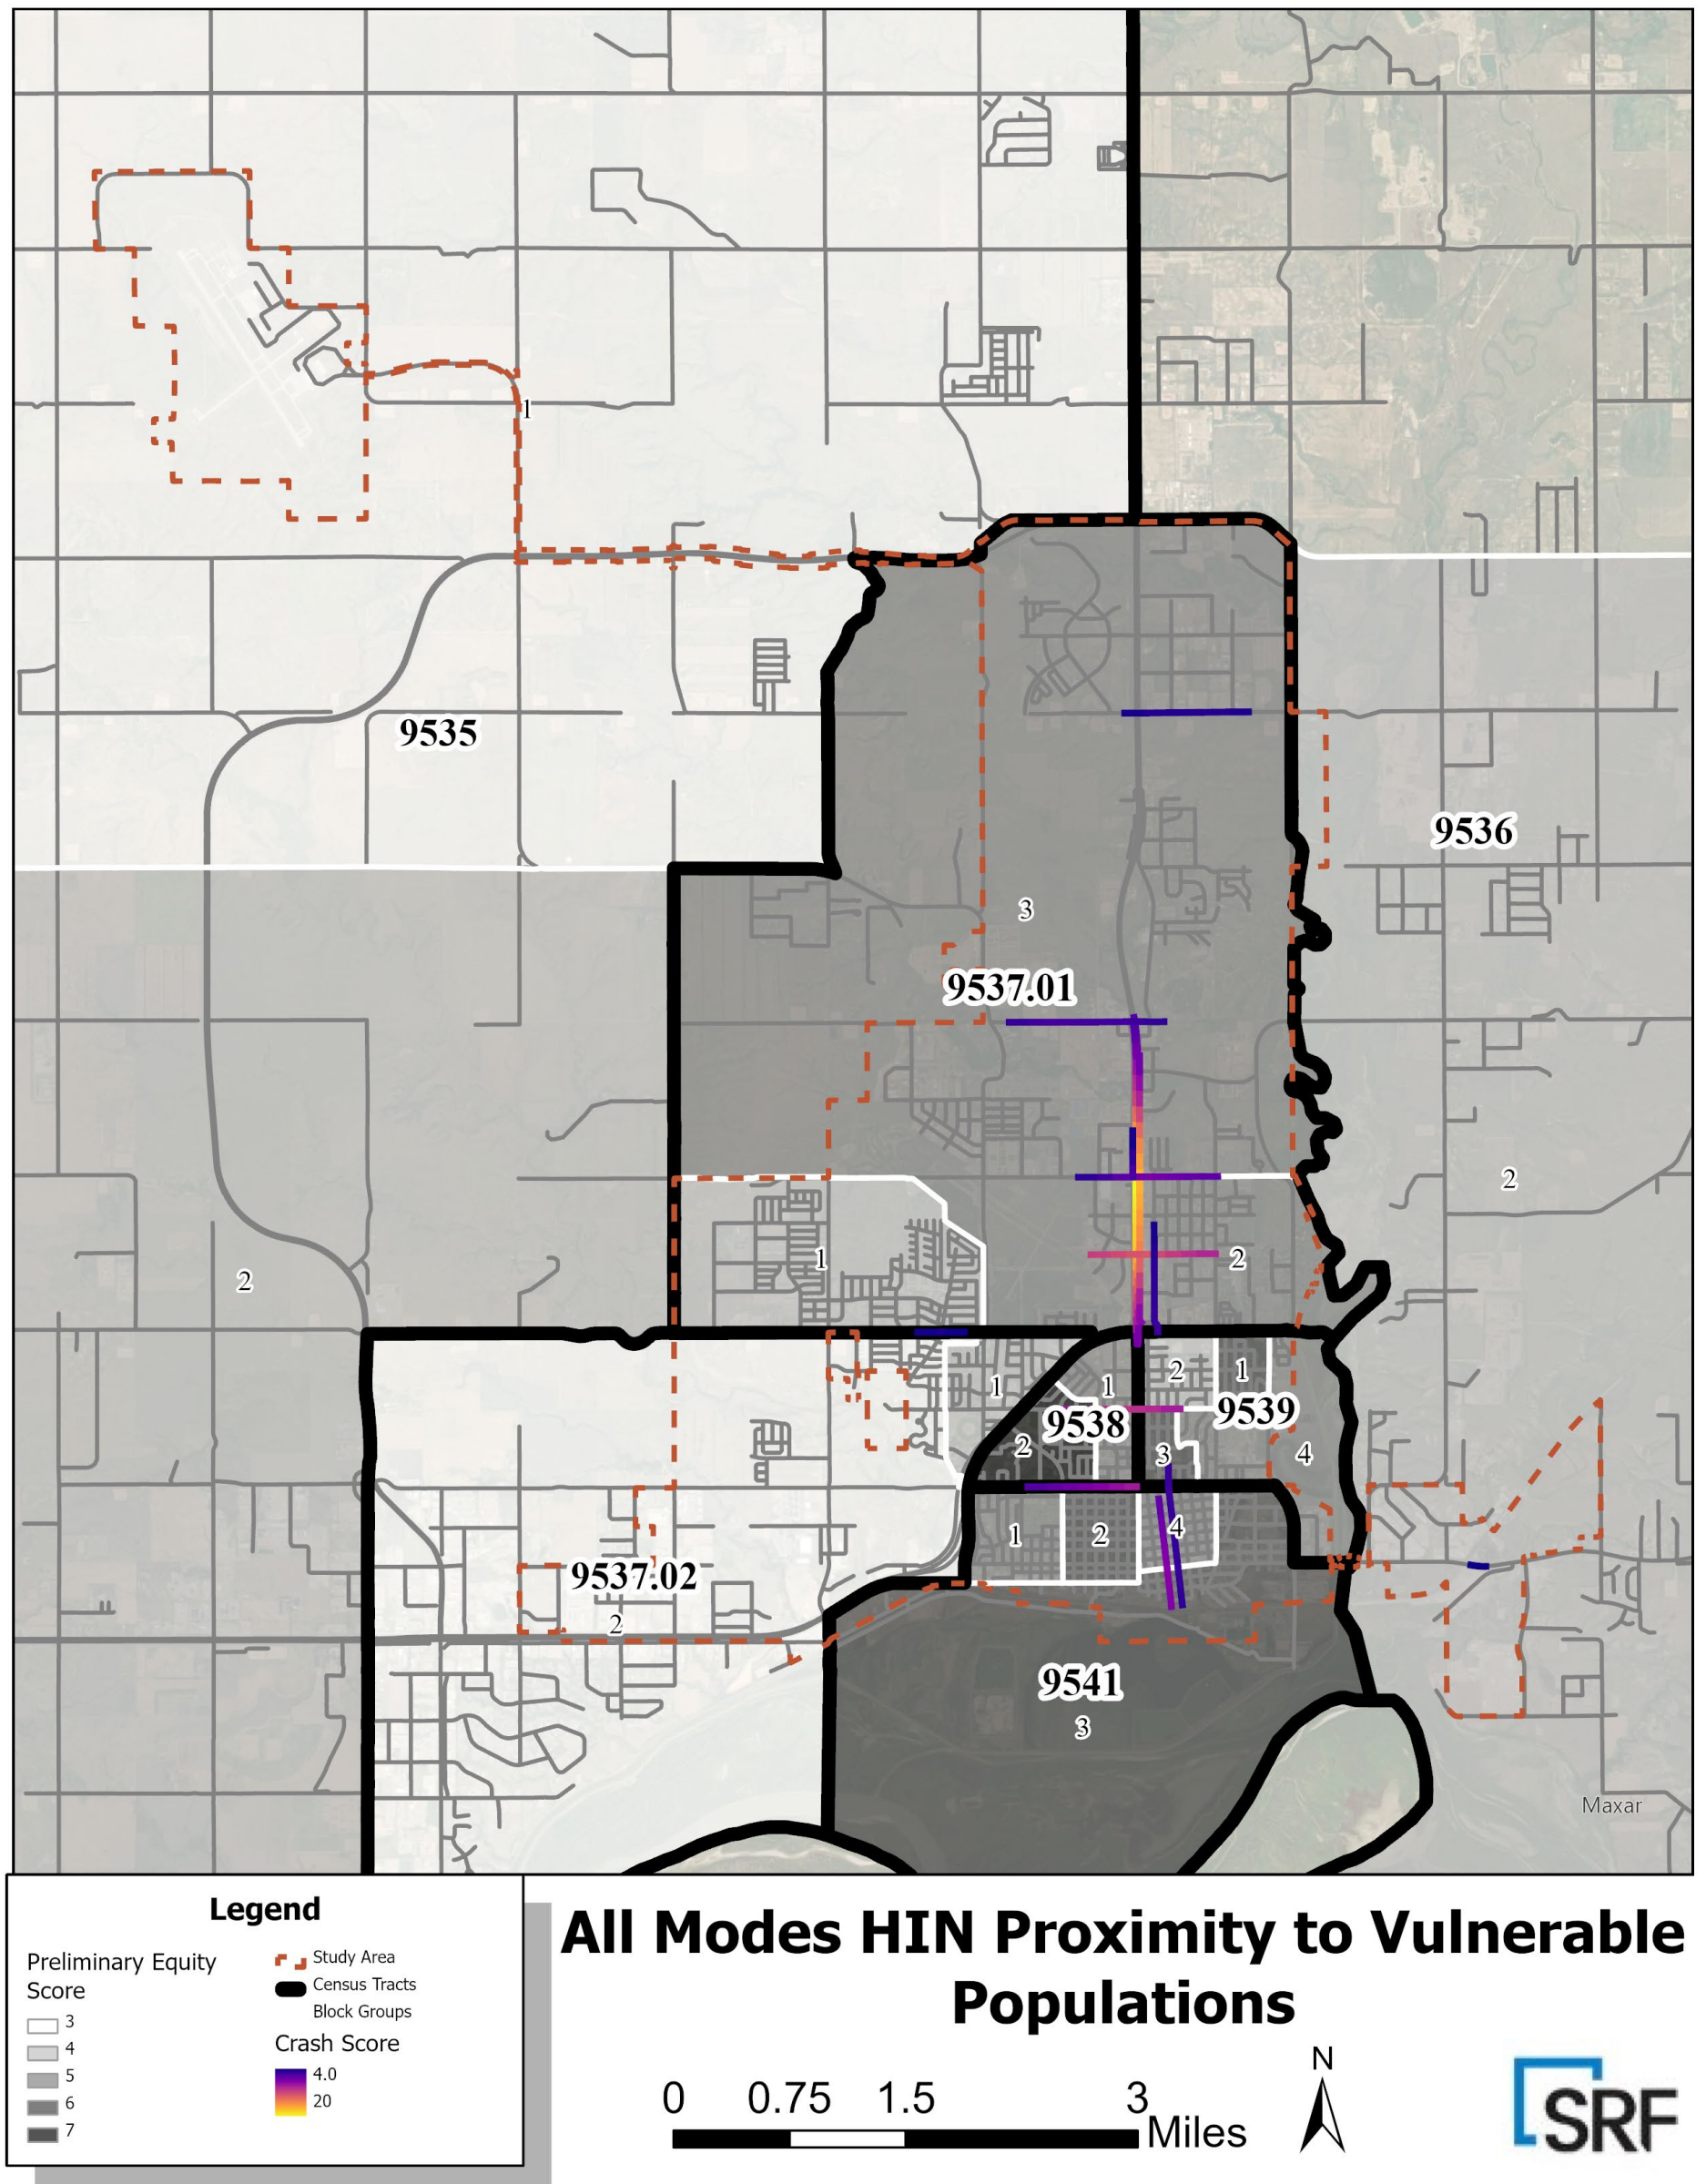 1
9535
9536
3
9537.01
2
1
2
2
1
1
2
1
9538
9539
2
3
4
1
2
4
9537.02
2
9541
3
Maxar
Legend
Preliminary Equity
Score
3
4
5
6
7
Study Area
Census Tracts
Block Groups
Crash Score
4.0
20
All Modes HIN Proximity to Vulnerable
Populations
0 0.75 1.5 3
Miles
N
SRF